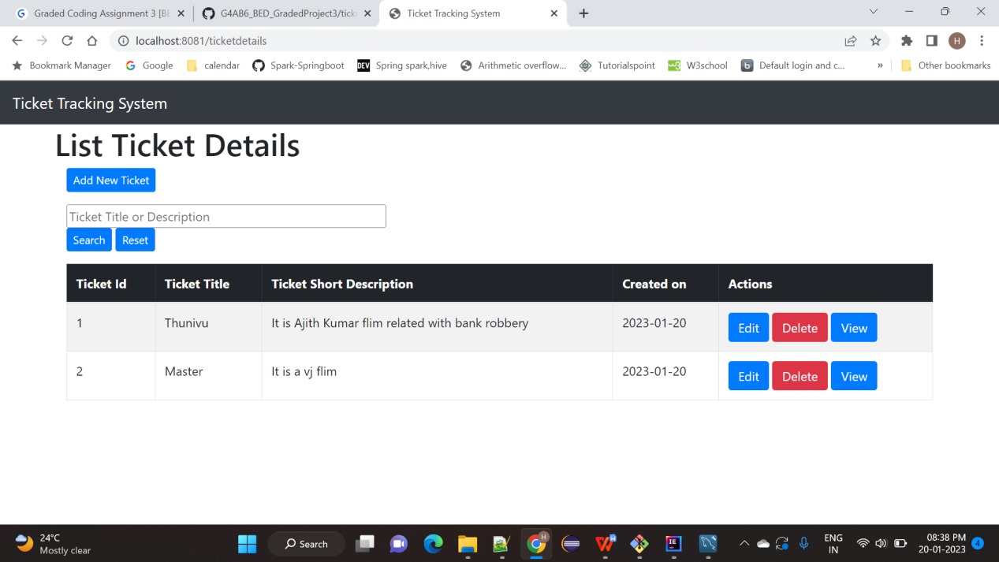 Graded Coding Assignment 3 [BE
G4AB6_BED_GradedProject3/tick
Ticket Tracking System
localhost:8081/ticketdetails
H
Bookmark Manager
Google
calendar
Spark-Springboot
DEV Spring spark,hive
Arithmetic overflow...
Tutorialspoint
W3school
b Default login and c...
»
Other bookmarks
Ticket Tracking System
List Ticket Details
Add New Ticket
Ticket Title or Description
Search Reset
Ticket Id Ticket Title Ticket Short Description Created on Actions
1 Thunivu It is Ajith Kumar flim related with bank robbery 2023-01-20 Edit Delete View
2 Master It is a vj flim 2023-01-20 Edit Delete View
24°C
Mostly clear
Search
ENG
IN
08:38 PM
20-01-2023
4